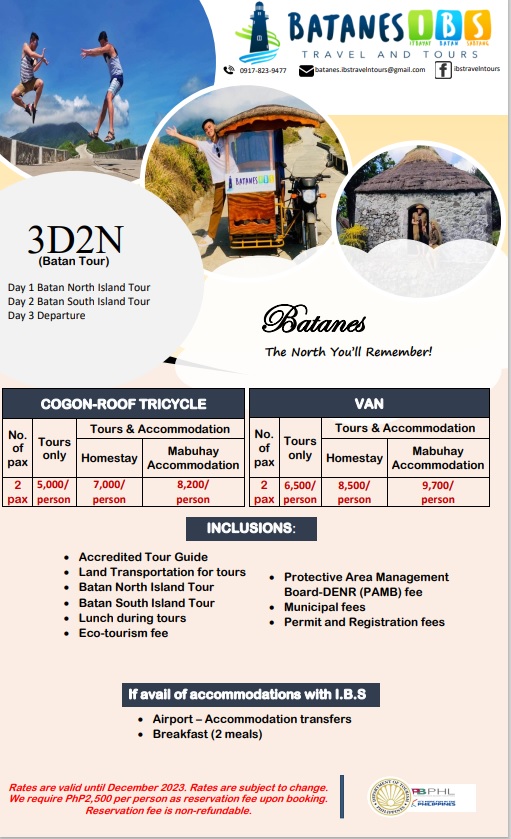 BATANES IBS
ITBAYAT BATAN SABTANG
TRAVEL AND TOURS
0917-823-9477 batanes.ibstravelntours@gmail.com ibstravelntours
BATANES IBS
3D2N
(Batan Tour)
Day 1 Batan North Island Tour
Day 2 Batan South Island Tour
Day 3 Departure
Batanes
The North You'll Remember!
COGON-ROOF TRICYCLE
No. of pax
Tours only
Tours & Accommodation
Homestay
Mabuhay Accommodation
2 pax
5,000/ person
7,000/ person
8,200/ person
VAN
No. of pax
Tours only
Tours & Accommodation
Homestay
Mabuhay Accommodation
2 pax
6,500/ person
8,500/ person
9,700/ person
INCLUSIONS:
• Accredited Tour Guide
• Land Transportation for tours
• Batan North Island Tour
• Batan South Island Tour
• Lunch during tours
• Eco-tourism fee
• Protective Area Management
Board-DENR (PAMB) fee
• Municipal fees
• Permit and Registration fees
If avail of accommodations with I.B.S
• Airport – Accommodation transfers
• Breakfast (2 meals)
Rates are valid until December 2023. Rates are subject to change.
We require PhP2,500 per person as reservation fee upon booking.
Reservation fee is non-refundable.
PHL
PHILIPPINES